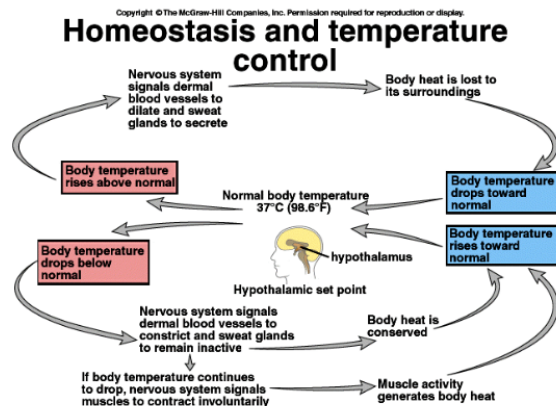 Copyright © The McGraw-Hill Companies, Inc. Permission required for reproduction or display.
Homeostasis and temperature
control
Nervous system
signals dermal
blood vessels to
dilate and sweat
glands to secrete
Body heat is lost to
its surroundings
Body temperature
rises above normal
Normal body temperature
37°C (98.6°F)
Body temperature
drops toward
normal
Body temperature
drops below
normal
hypothalamus
Hypothalamic set point
Body temperature
rises toward
normal
Nervous system signals
dermal blood vessels to
constrict and sweat glands
to remain inactive
Body heat is
conserved
If body temperature continues
to drop, nervous system signals
muscles to contract involuntarily
Muscle activity
generates body heat